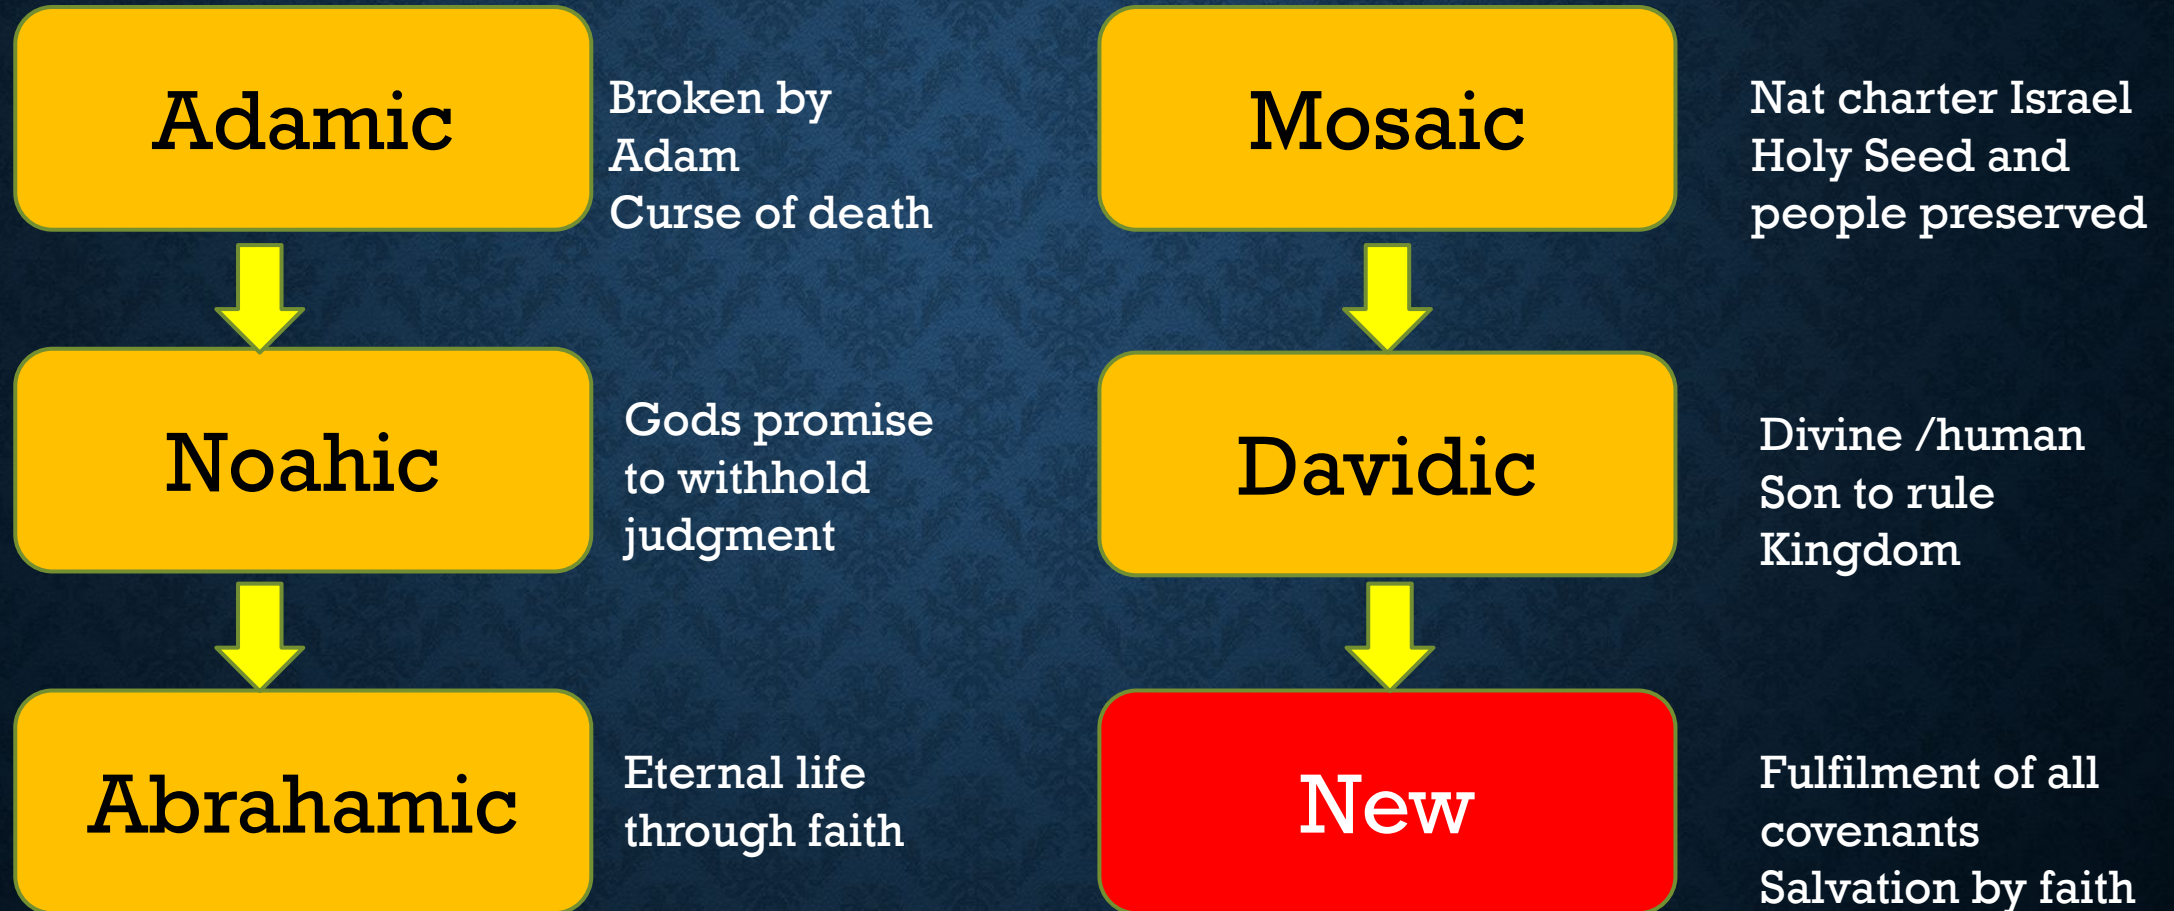 Adamic
Broken by
Adam
Curse of death
Noahic
Gods promise
to withhold
judgment
Abrahamic
Eternal life
through faith
Mosaic
Nat charter Israel
Holy Seed and
people preserved
Davidic
Divine /human
Son to rule
Kingdom
New
Fulfilment of all
covenants
Salvation by faith